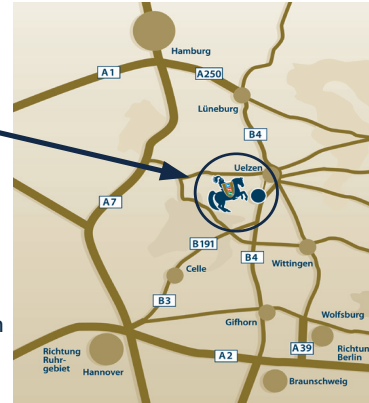 Hamburg
A1
A250
Lüneburg
B4
Uelzen
A7
B191
B4
Wittingen
Celle
B3
Gifhorn
Wolfsburg
Richtung
Ruhr-
gebiet
Hannover
A2
A39
Richtun
Berlin
Braunschweig
n